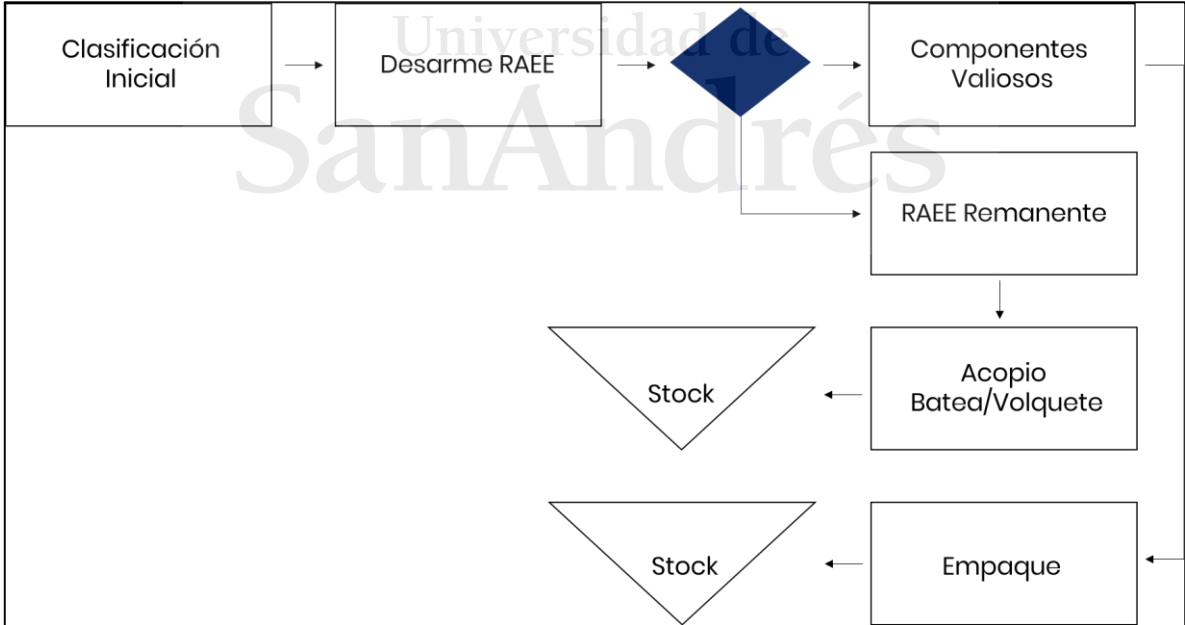 Universidad de
SanAndrés
Clasificación
Inicial
Desarme RAEE
Componentes
Valiosos
RAEE Remanente
Acopio
Batea/Volquete
Stock
Empaque
Stock